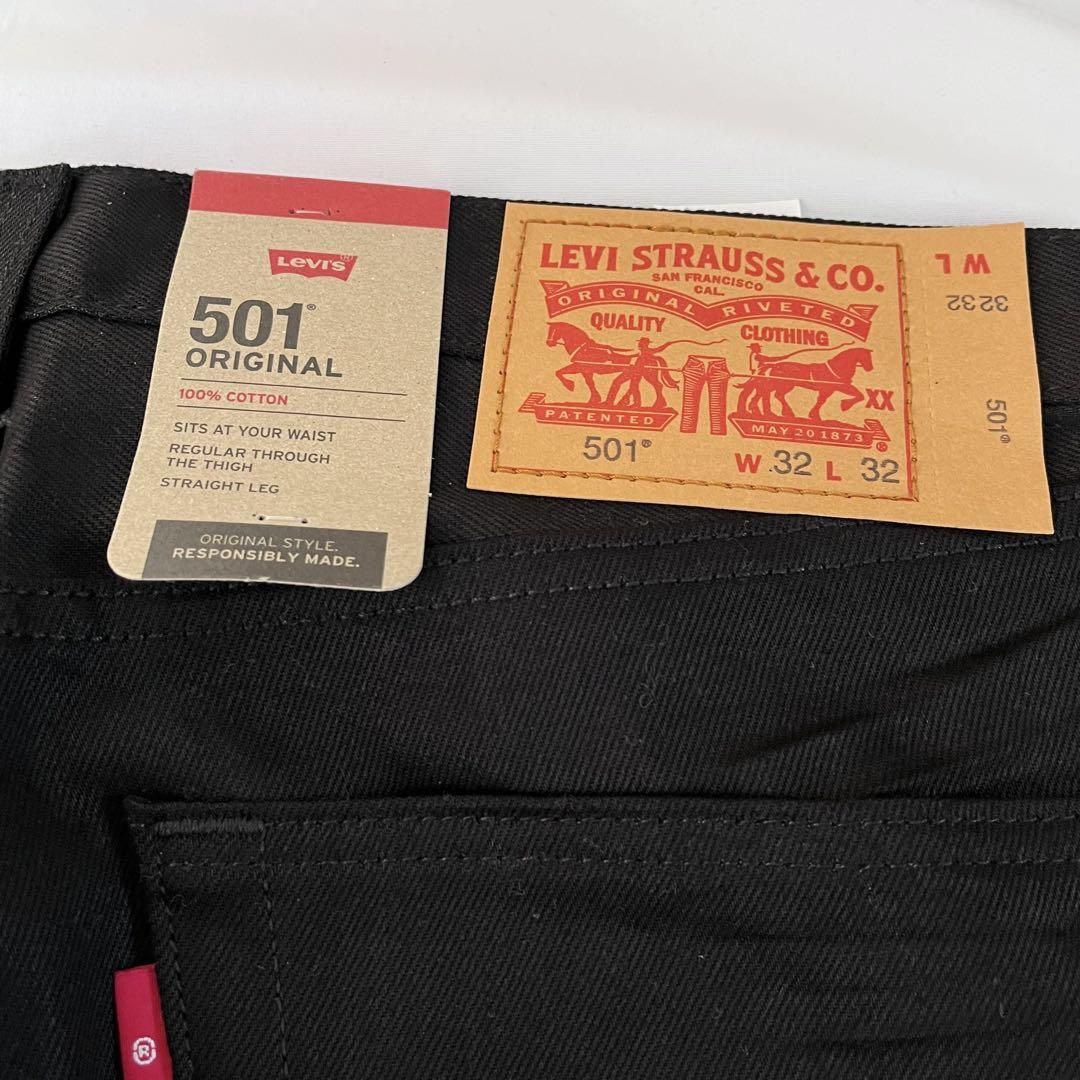 LEVI'S
501®
ORIGINAL
100% COTTON
SITS AT YOUR WAIST
REGULAR THROUGH
THE THIGH
STRAIGHT LEG
ORIGINAL STYLE.
RESPONSIBLY MADE.
LEVI STRAUSS & CO.
SAN FRANCISCO
CAL.
ORIGINAL RIVETED
QUALITY CLOTHING
XX
PATENTED MAY 20 1873
®
501® W.32 L 32
W L
32 32
501®
®